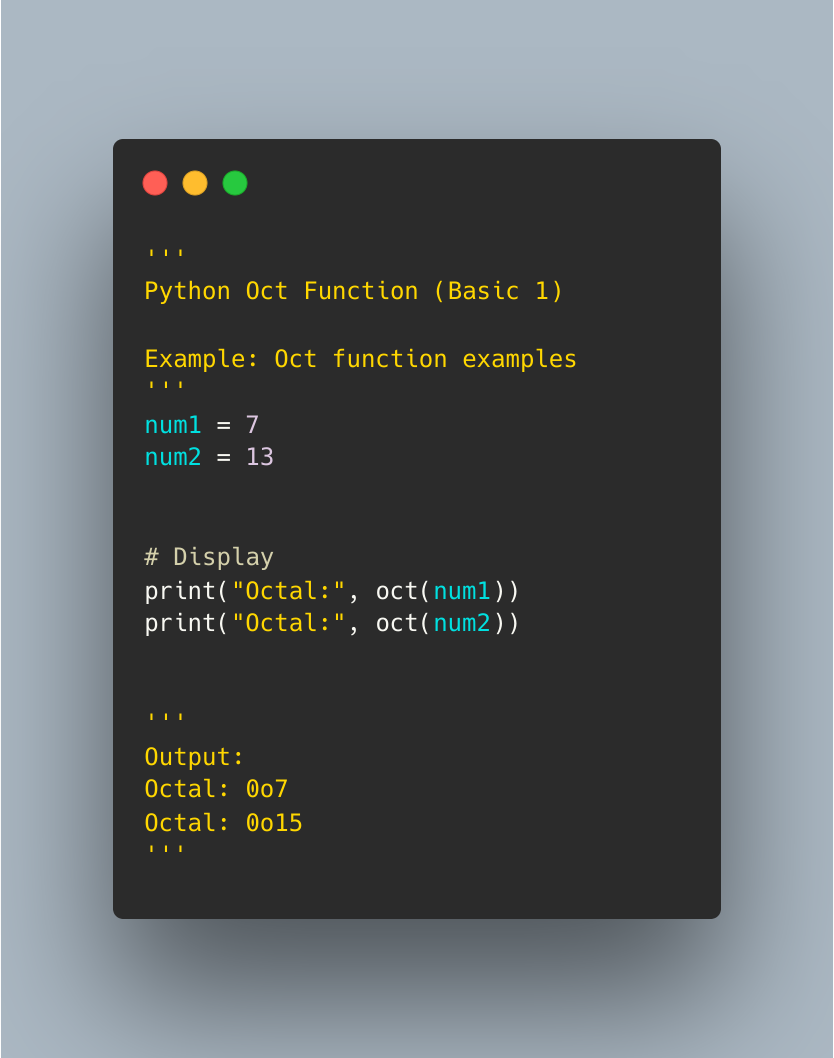 '''
Python Oct Function (Basic 1)
Example: Oct function examples
'''
num1 = 7
num2 = 13
# Display
print("Octal:", oct(num1))
print("Octal:", oct(num2))
'''
Output:
Octal: 0o7
Octal: 0o15
'''